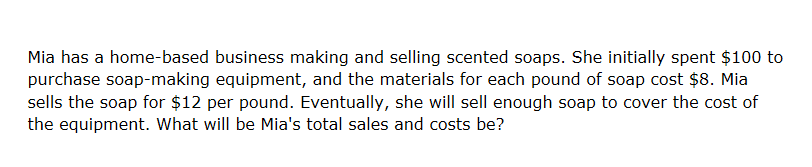 Mia has a home-based business making and selling scented soaps. She initially spent $100 to
purchase soap-making equipment, and the materials for each pound of soap cost $8. Mia
sells the soap for $12 per pound. Eventually, she will sell enough soap to cover the cost of
the equipment. What will be Mia's total sales and costs be?